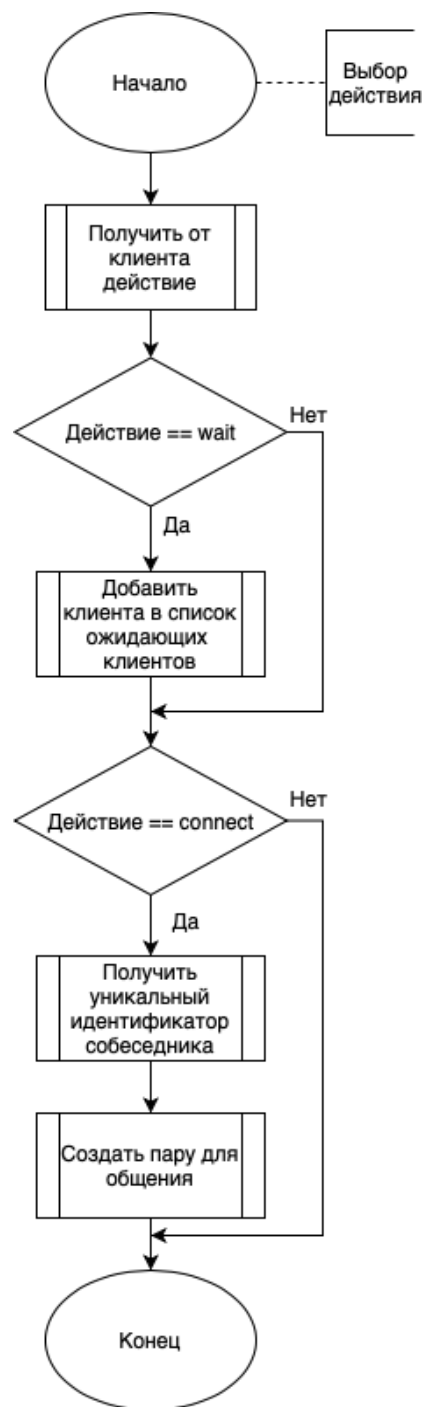 Начало
Выбор
действия
Получить от
клиента
действие
Действие == wait
Нет
Да
Добавить
клиента в список
ожидающих
клиентов
Действие == connect
Нет
Да
Получить
уникальный
идентификатор
собеседника
Создать пару для
общения
Конец